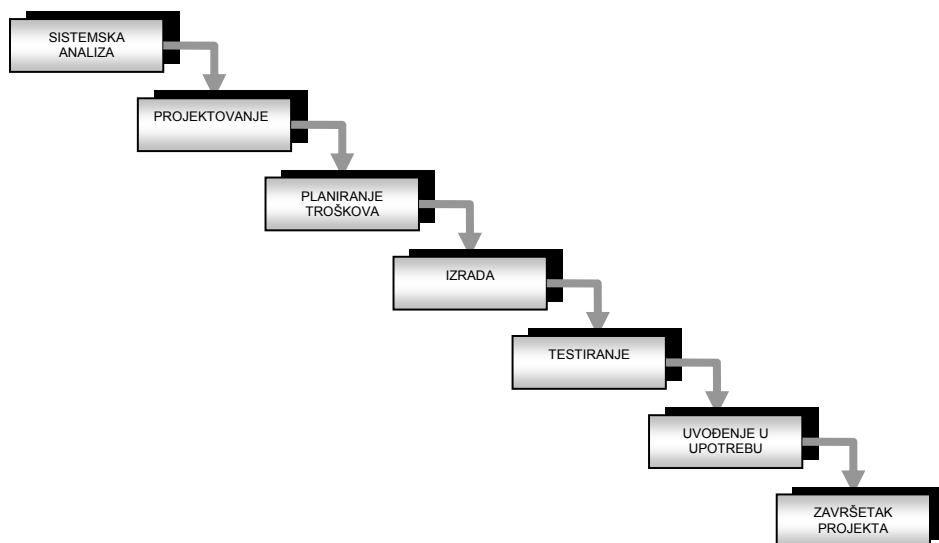 SISTEMSKA
ANALIZA
PROJEKTOVANJE
PLANIRANJE
TROŠKOVA
IZRADA
TESTIRANJE
UVOĐENJE U
UPOTREBU
ZAVRŠETAK
PROJEKTA